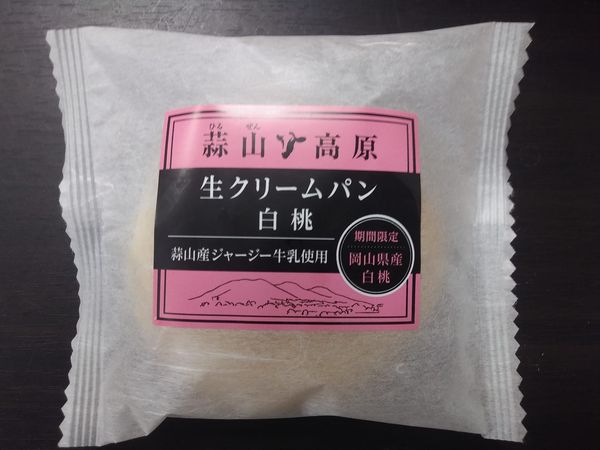 ひる ぜん
蒜山 高原
生クリームパン
白桃
蒜山産ジャージー牛乳使用
期間限定
岡山県産
白桃